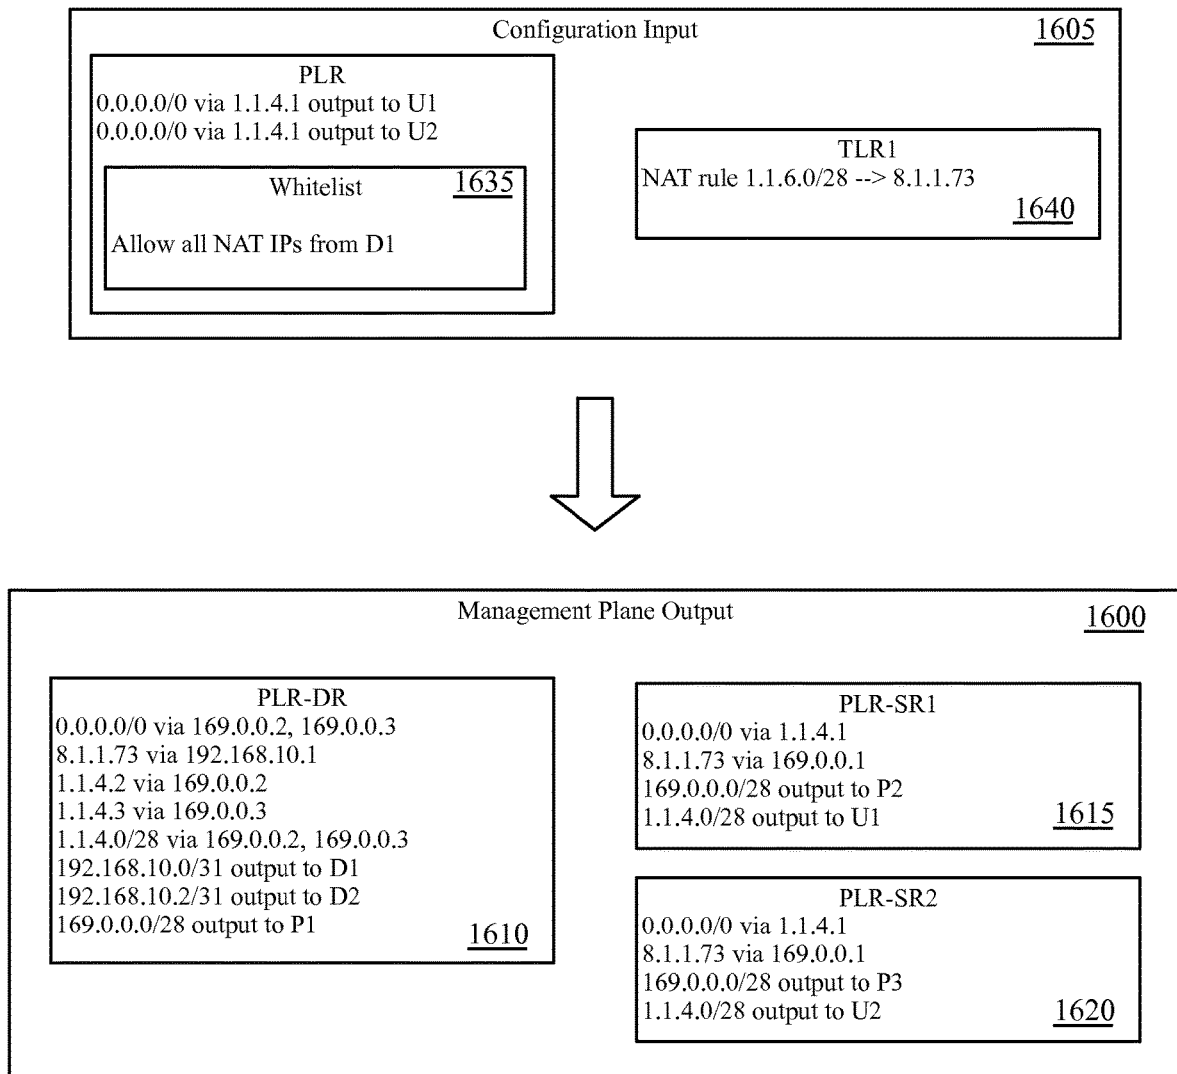 Configuration Input
1605
PLR
0.0.0.0/0 via 1.1.4.1 output to U1
0.0.0.0/0 via 1.1.4.1 output to U2
Whitelist
1635
Allow all NAT IPs from D1
TLR1
NAT rule 1.1.6.0/28 --> 8.1.1.73
1640
Management Plane Output
1600
PLR-DR
0.0.0.0/0 via 169.0.0.2, 169.0.0.3
8.1.1.73 via 192.168.10.1
1.1.4.2 via 169.0.0.2
1.1.4.3 via 169.0.0.3
1.1.4.0/28 via 169.0.0.2, 169.0.0.3
192.168.10.0/31 output to D1
192.168.10.2/31 output to D2
169.0.0.0/28 output to P1
1610
PLR-SR1
0.0.0.0/0 via 1.1.4.1
8.1.1.73 via 169.0.0.1
169.0.0.0/28 output to P2
1.1.4.0/28 output to U1
1615
PLR-SR2
0.0.0.0/0 via 1.1.4.1
8.1.1.73 via 169.0.0.1
169.0.0.0/28 output to P3
1.1.4.0/28 output to U2
1620